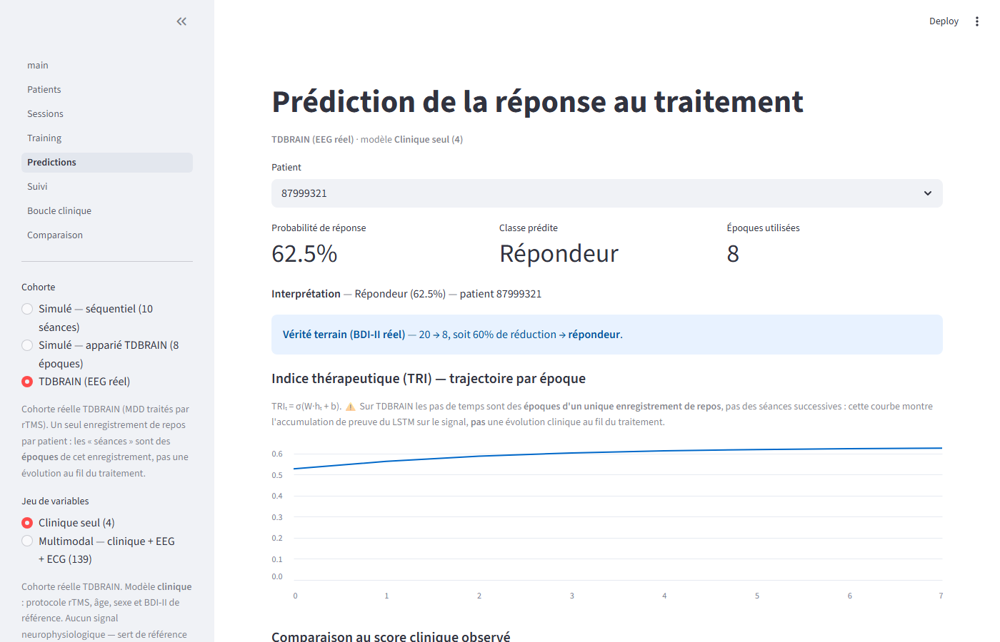 main
Patients
Sessions
Training
Predictions
Suivi
Boucle clinique
Comparaison
Cohorte
Simulé — séquentiel (10
séances)
Simulé — apparié TDBRAIN (8
époques)
TDBRAIN (EEG réel)
Cohorte réelle TDBRAIN (MDD traités par
rTMS). Un seul enregistrement de repos
par patient : les « séances » sont des
époques de cet enregistrement, pas une
évolution au fil du traitement.
Jeu de variables
Clinique seul (4)
Multimodal — clinique + EEG
+ ECG (139)
Cohorte réelle TDBRAIN. Modèle clinique
: protocole rTMS, âge, sexe et BDI-II de
référence. Aucun signal
neurophysiologique — sert de référence
Deploy
Prédiction de la réponse au traitement
TDBRAIN (EEG réel) · modèle Clinique seul (4)
Patient
87999321
Probabilité de réponse
62.5%
Classe prédite
Répondeur
Époques utilisées
8
Interprétation — Répondeur (62.5%) — patient 87999321
Vérité terrain (BDI-II réel) — 20 → 8, soit 60% de réduction → répondeur.
Indice thérapeutique (TRI) — trajectoire par époque
TRIₜ = σ(W·hₜ + b). ⚠️ Sur TDBRAIN les pas de temps sont des époques d'un unique enregistrement de repos, pas des séances successives : cette courbe montre
l'accumulation de preuve du LSTM sur le signal, pas une évolution clinique au fil du traitement.
0.6
0.5
0.4
0.3
0.2
0.1
0.0
0 1 2 3 4 5 6 7
Comparaison au score clinique observé